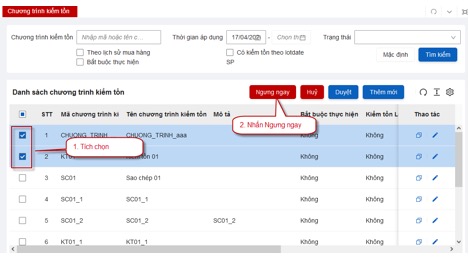 Chương trình kiểm tồn
Chương trình kiểm tồn Nhập mã hoặc tên c... Thời gian áp dụng 17/04/202 - Chọn th Trạng thái
Theo lịch sử mua hàng Có kiểm tồn theo lotdate Mặc định Tìm kiếm
Bắt buộc thực hiện SP
Danh sách chương trình kiểm tồn Ngưng ngay Huỷ Duyệt Thêm mới
STT Mã chương trình ki Tên chương trình kiểm tồn Mô tả Bắt buộc thực hiện Kiểm tồn L Thao tác
2. Nhấn Ngưng ngay
1 CHUONG_TRINH CHUONG_TRINH_aaa Không Không
1. Tích chọn
2 KT01 tồn 01 Không Không
3 SC01 Sao chép 01 Không Không
4 SC01_1 SC01_1 Không Không
5 SC01_2 SC01_2 SC01_2 Không Không
6 KT01_1 KT01_1 Không Không